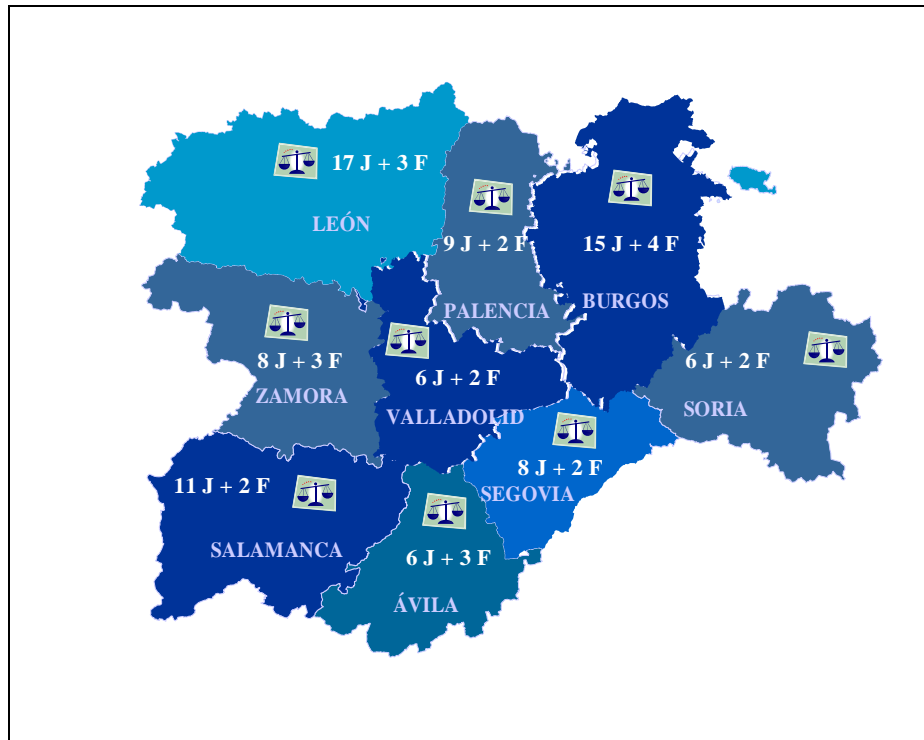 17 J + 3 F
LEÓN
9 J + 2 F
PALENCIA
15 J + 4 F
BURGOS
8 J + 3 F
ZAMORA
6 J + 2 F
VALLADOLID
6 J + 2 F
SORIA
11 J + 2 F
SALAMANCA
8 J + 2 F
SEGOVIA
6 J + 3 F
ÁVILA